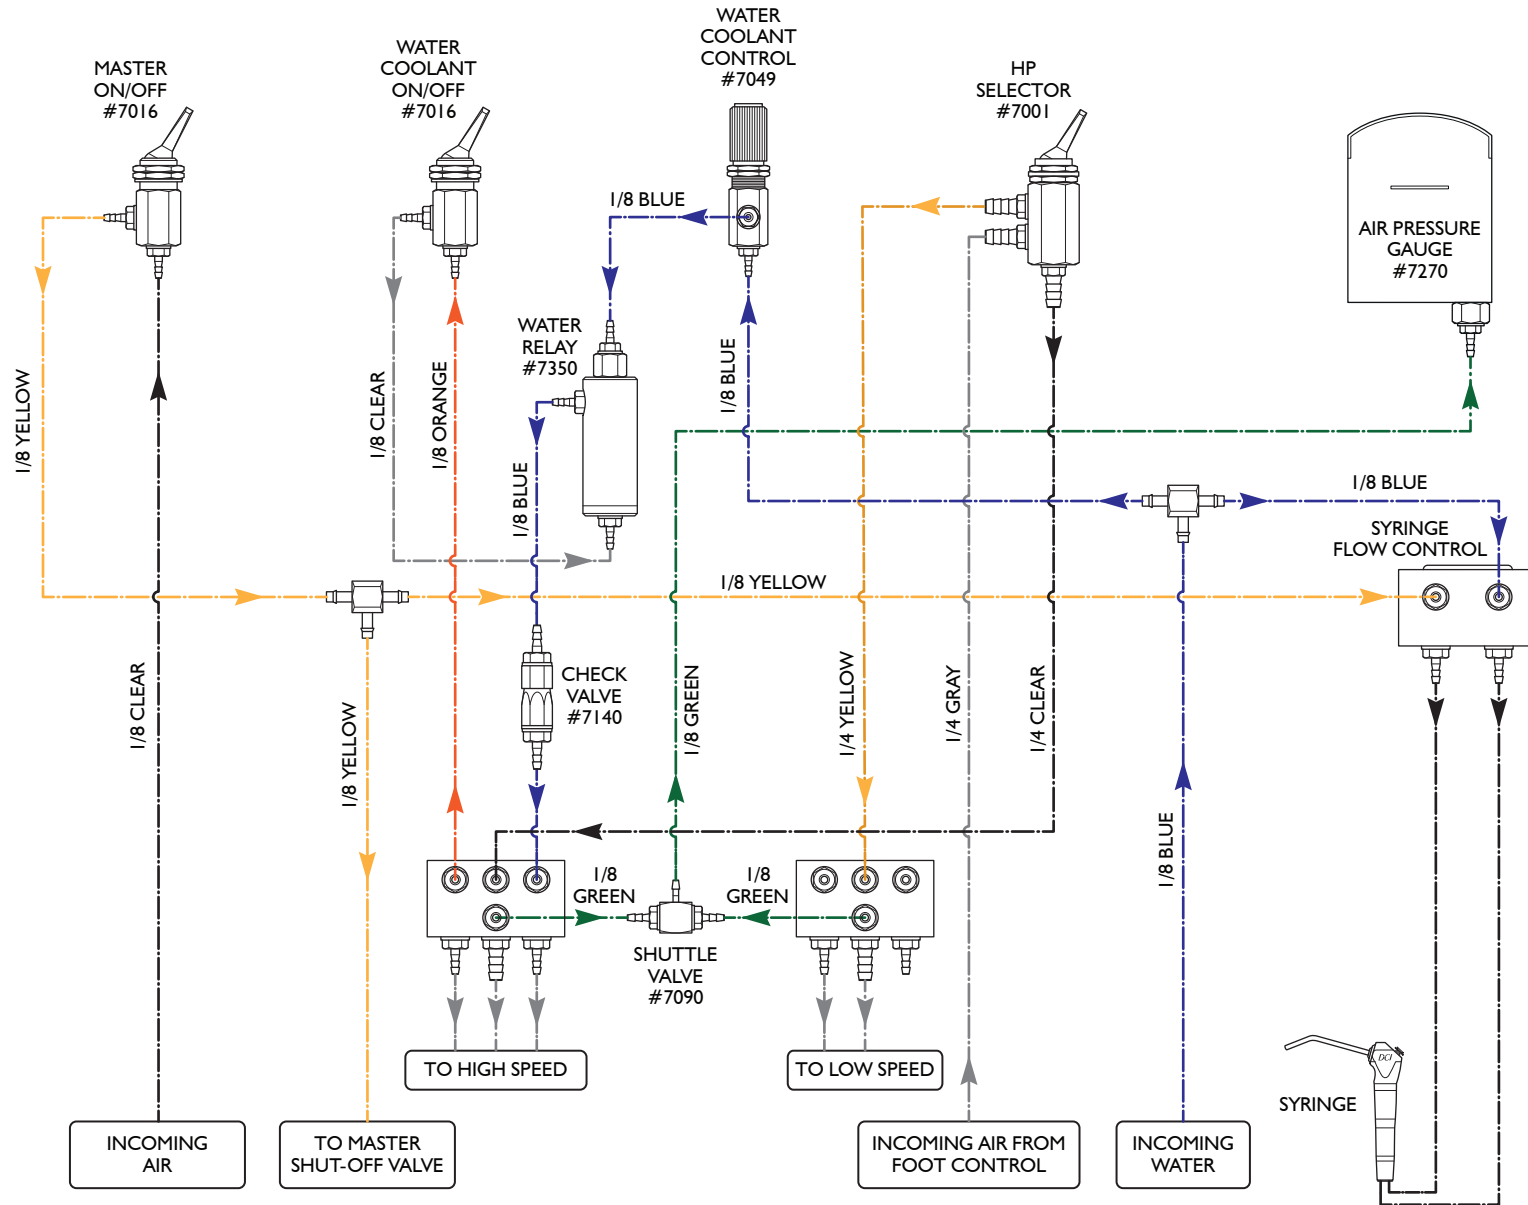 MASTER
ON/OFF
#7016
WATER
COOLANT
ON/OFF
#7016
WATER
COOLANT
CONTROL
#7049
HP
SELECTOR
#7001
AIR PRESSURE
GAUGE
#7270
1/8 BLUE
WATER
RELAY
#7350
1/8 YELLOW
1/8 CLEAR
1/8 ORANGE
1/8 BLUE
1/8 BLUE
1/8 BLUE
SYRINGE
FLOW CONTROL
1/8 YELLOW
1/8 CLEAR
1/8 YELLOW
CHECK
VALVE
#7140
1/8 GREEN
1/4 YELLOW
1/4 GRAY
1/4 CLEAR
1/8 BLUE
1/8
GREEN
1/8
GREEN
SHUTTLE
VALVE
#7090
TO HIGH SPEED
TO LOW SPEED
DCI
SYRINGE
INCOMING
AIR
TO MASTER
SHUT-OFF VALVE
INCOMING AIR FROM
FOOT CONTROL
INCOMING
WATER